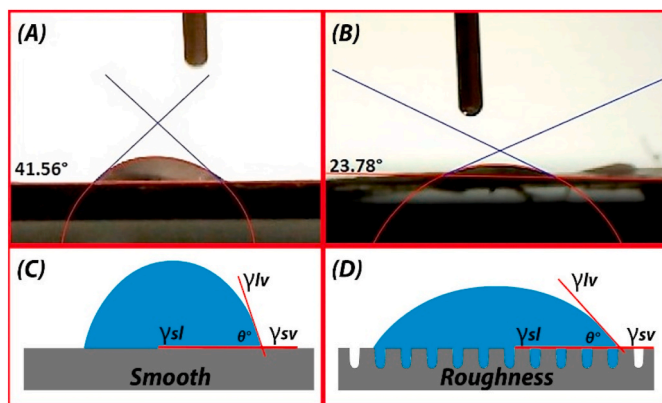 (A)
41.56°
(B)
23.78°
(C)
γlv
γsl
θ°
γsv
Smooth
(D)
γlv
γsl
θ°
γsv
Roughness